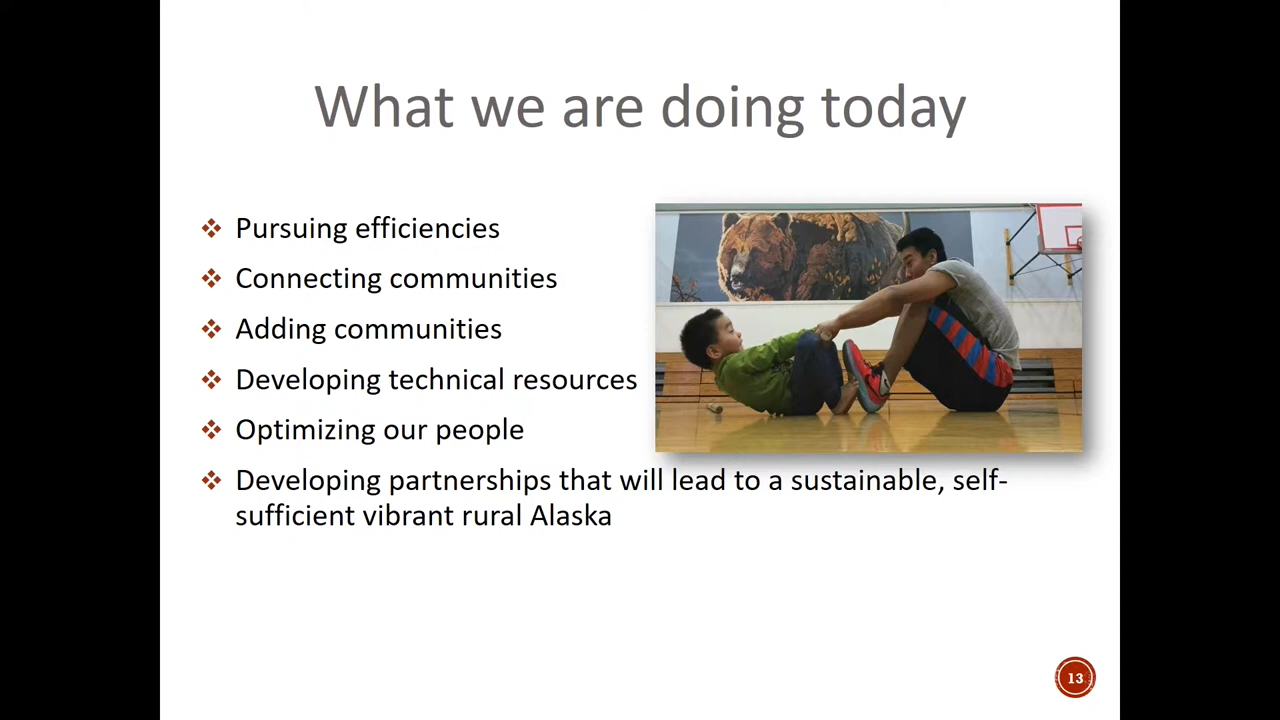 What we are doing today
Pursuing efficiencies
Connecting communities
Adding communities
Developing technical resources
Optimizing our people
Developing partnerships that will lead to a sustainable, self-
sufficient vibrant rural Alaska
13